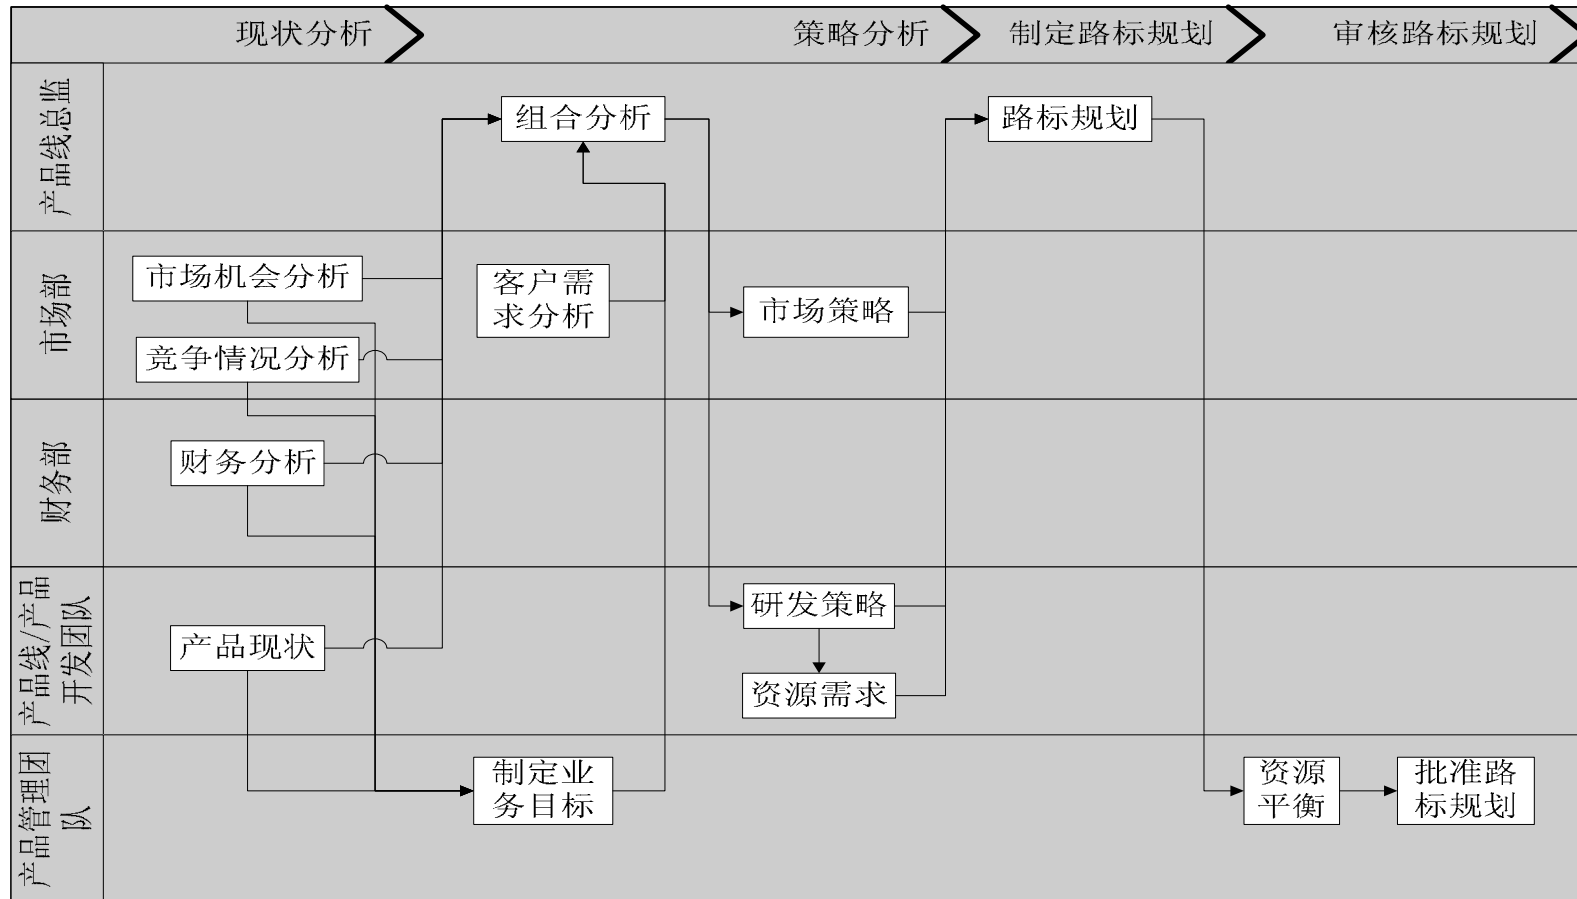 现状分析
策略分析
制定路标规划
审核路标规划
产品线总监
组合分析
路标规划
市场部
市场机会分析
客户需
求分析
市场策略
竞争情况分析
财务部
财务分析
产品线/产品
开发团队
研发策略
产品现状
资源需求
产品管理团
队
制定业
务目标
资源
平衡
批准路
标规划